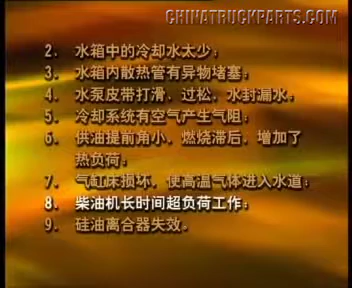 CHINATRUCKPARTS.COM
2. 水箱中的冷却水太少；
3. 水箱内散热管有异物堵塞；
4. 水泵皮带打滑、过松，水封漏水；
5. 冷却系统有空气产生气阻；
6. 供油提前角小，燃烧滞后，增加了
热负荷；
7. 气缸床损坏，使高温气体进入水道；
8. 柴油机长时间超负荷工作；
9. 硅油离合器失效。